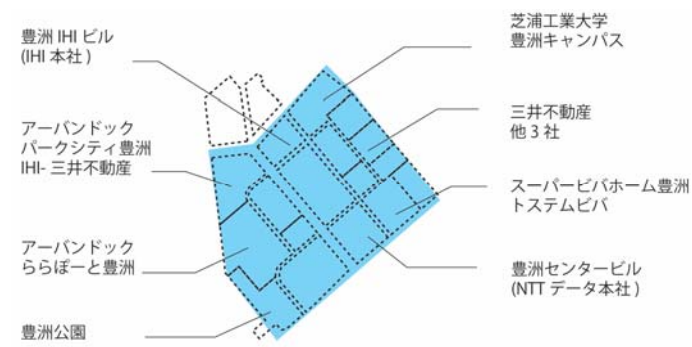 豊洲 IHI ビル
(IHI 本社 )
アーバンドック
パークシティ豊洲
IHI- 三井不動産
アーバンドック
ららぽーと豊洲
豊洲公園
芝浦工業大学
豊洲キャンパス
三井不動産
他 3 社
スーパービバホーム豊洲
トステムビバ
豊洲センタービル
(NTT データ本社 )